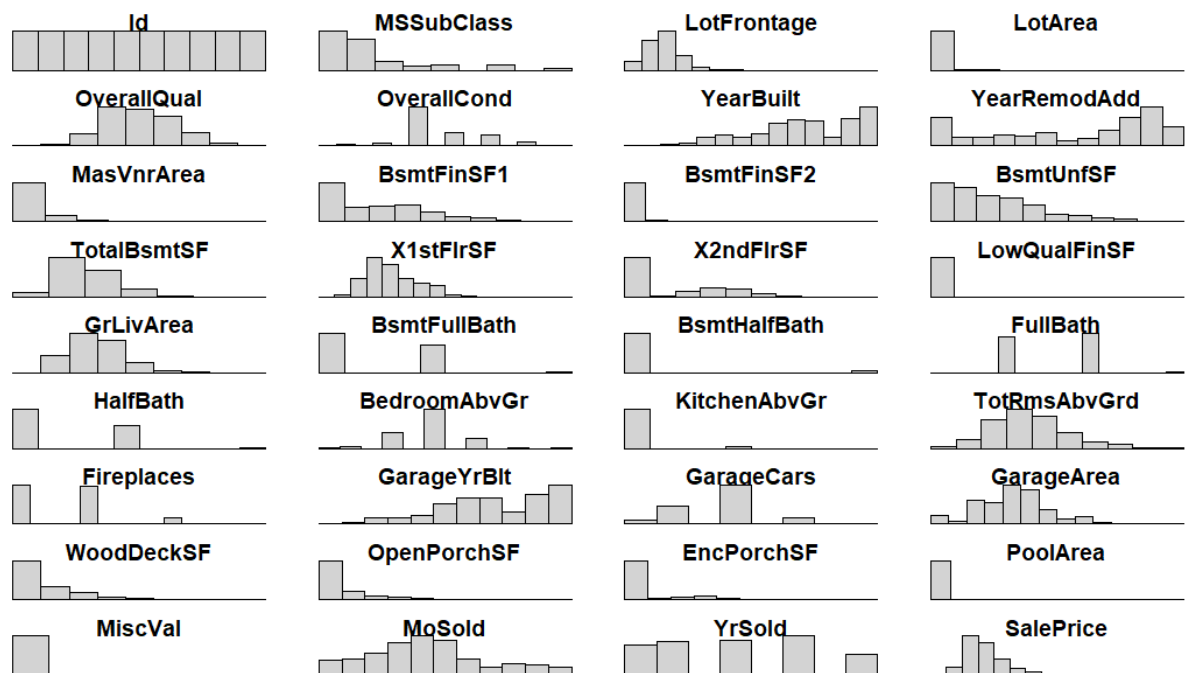 Id MSSubClass LotFrontage LotArea
OverallQual OverallCond YearBuilt YearRemodAdd
MasVnrArea BsmtFinSF1 BsmtFinSF2 BsmtUnfSF
TotalBsmtSF X1stFlrSF X2ndFlrSF LowQualFinSF
GrLivArea BsmtFullBath BsmtHalfBath FullBath
HalfBath BedroomAbvGr KitchenAbvGr TotRmsAbvGrd
Fireplaces GarageYrBlt GarageCars GarageArea
WoodDeckSF OpenPorchSF EncPorchSF PoolArea
MiscVal MoSold YrSold SalePrice